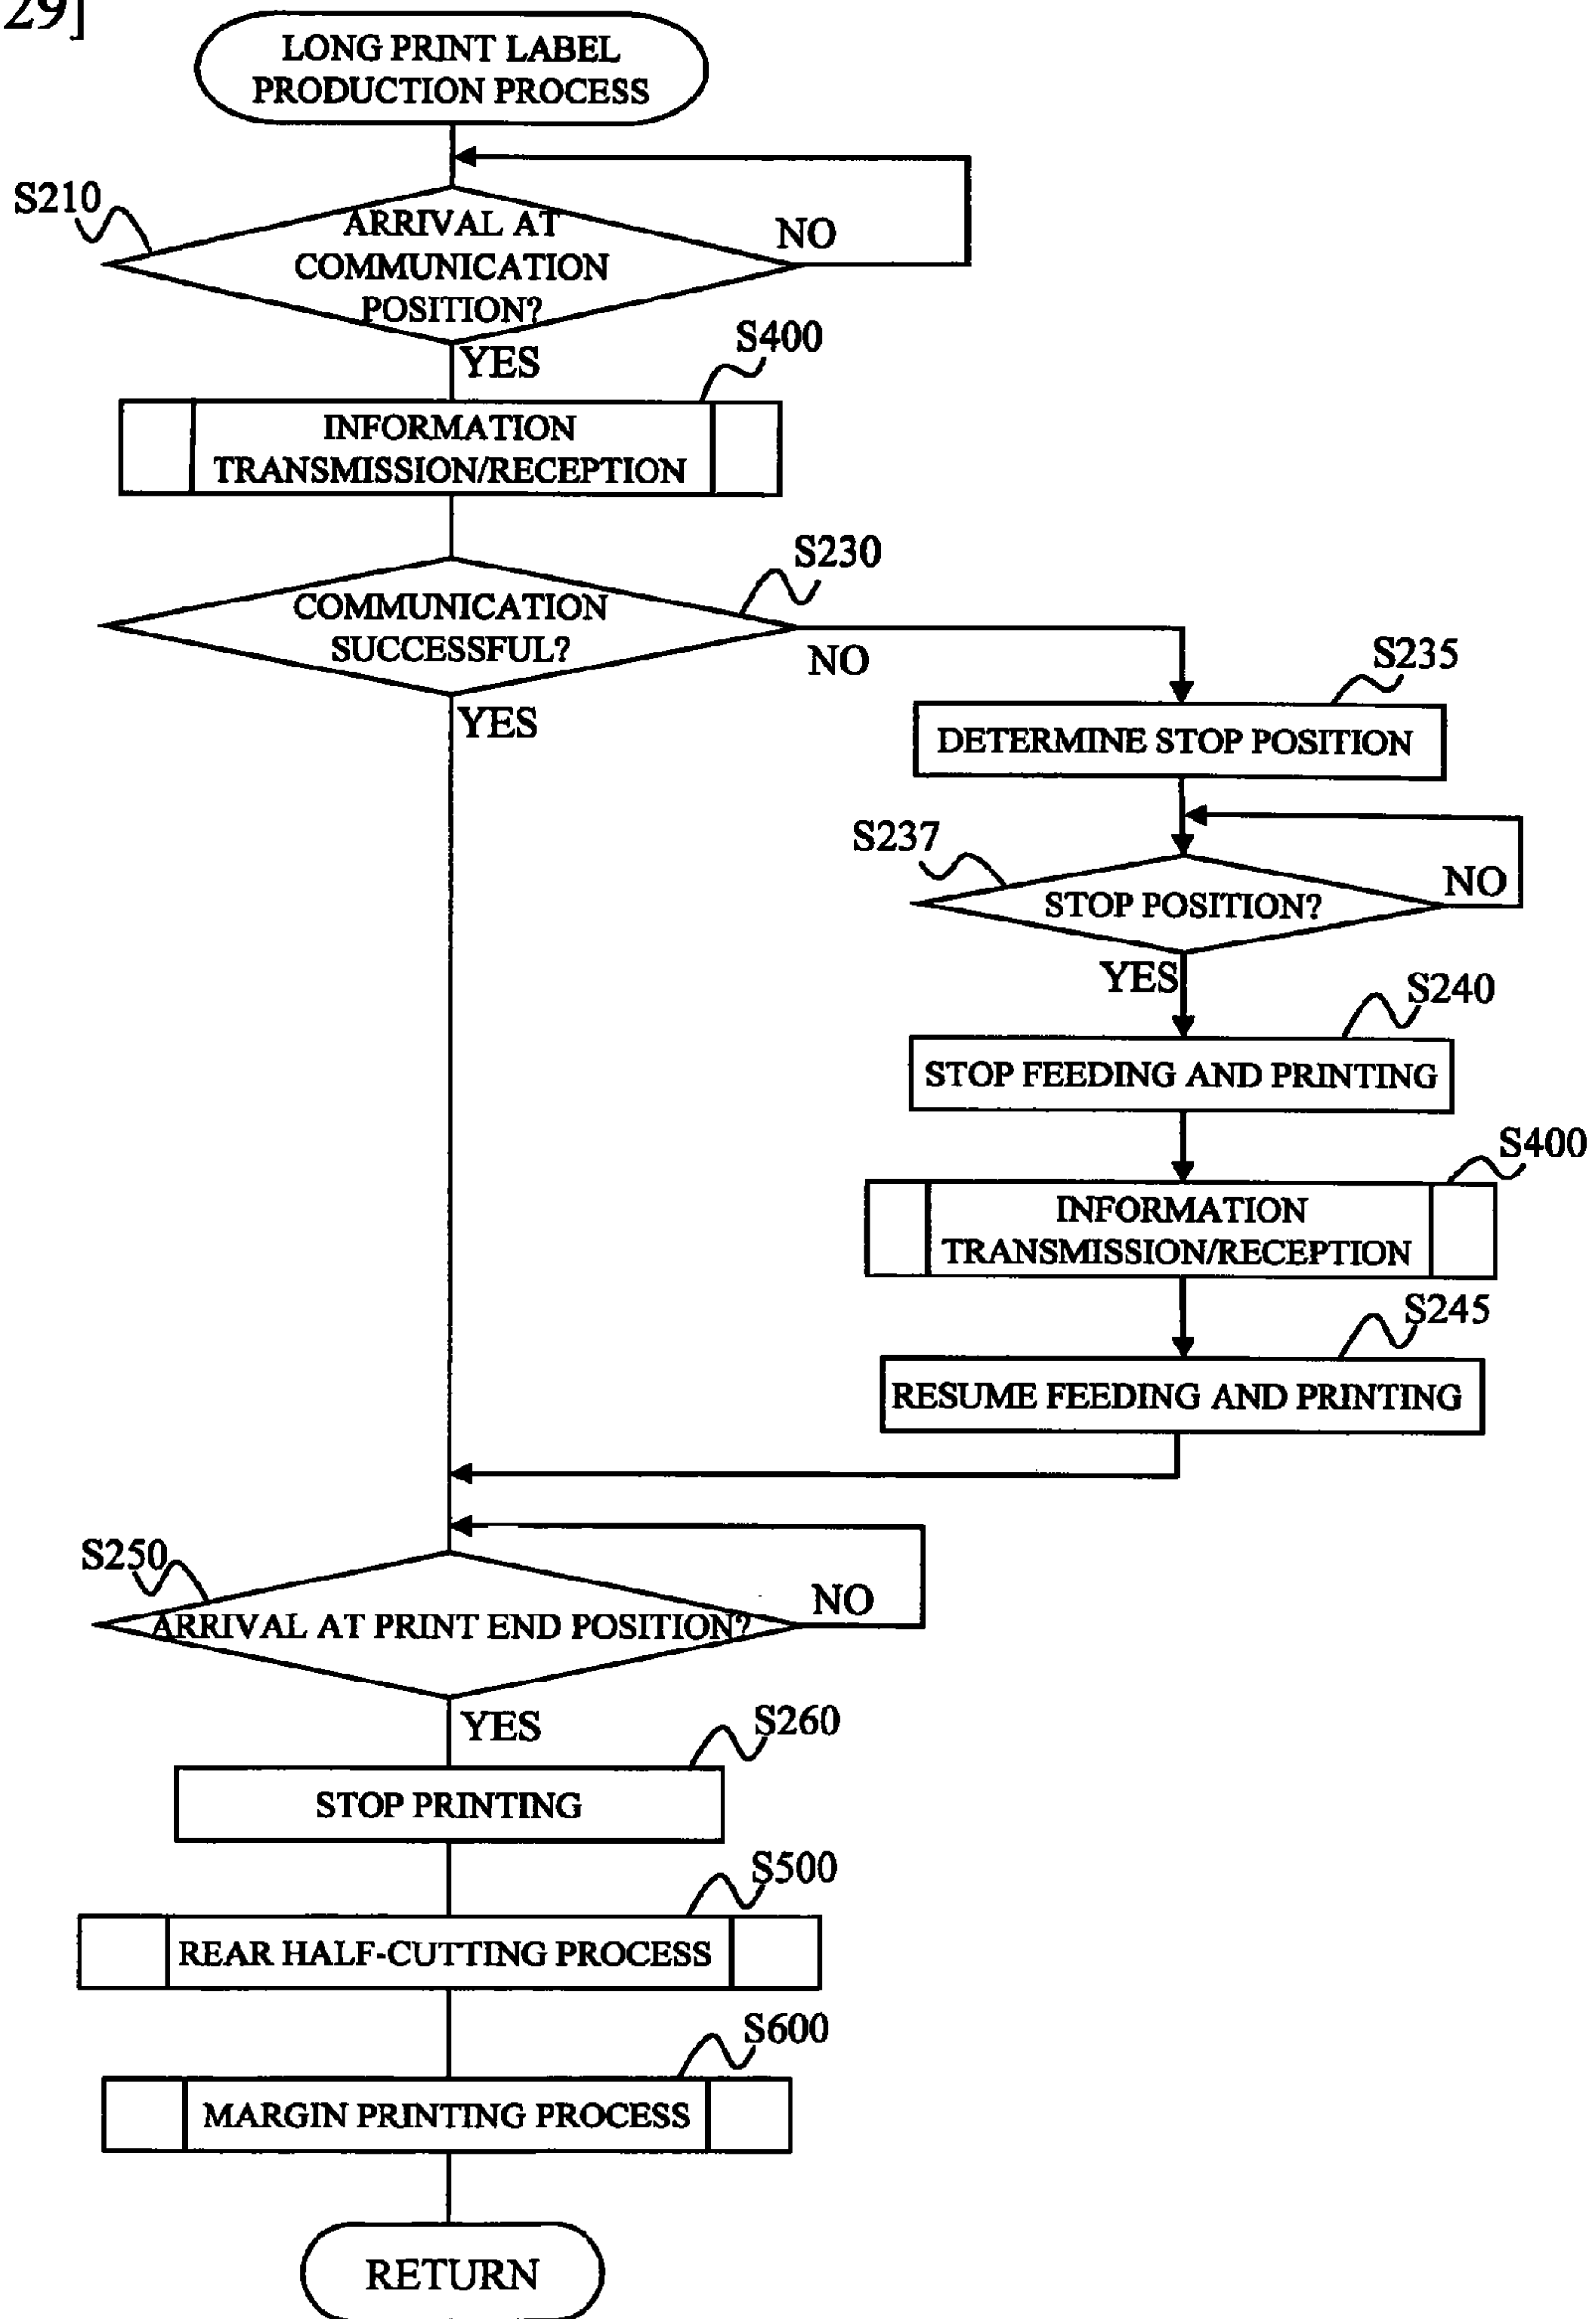 29]
LONG PRINT LABEL
PRODUCTION PROCESS
S210
ARRIVAL AT
COMMUNICATION
POSITION?
NO
YES
S400
INFORMATION
TRANSMISSION/RECEPTION
S230
COMMUNICATION
SUCCESSFUL?
NO
YES
S235
DETERMINE STOP POSITION
S237
STOP POSITION?
NO
YES
S240
STOP FEEDING AND PRINTING
S400
INFORMATION
TRANSMISSION/RECEPTION
S245
RESUME FEEDING AND PRINTING
S250
ARRIVAL AT PRINT END POSITION?
NO
YES
S260
STOP PRINTING
S500
REAR HALF-CUTTING PROCESS
S600
MARGIN PRINTING PROCESS
RETURN